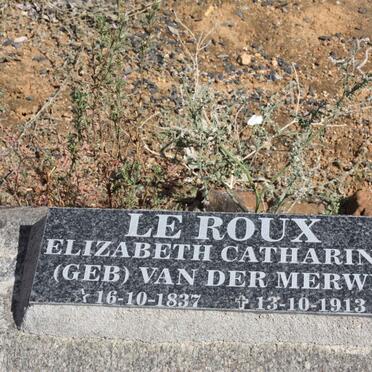 LE ROUX
ELIZABETH CATHARIN
(GEB) VAN DER MERW
☆16-10-1837 ✝13-10-1913